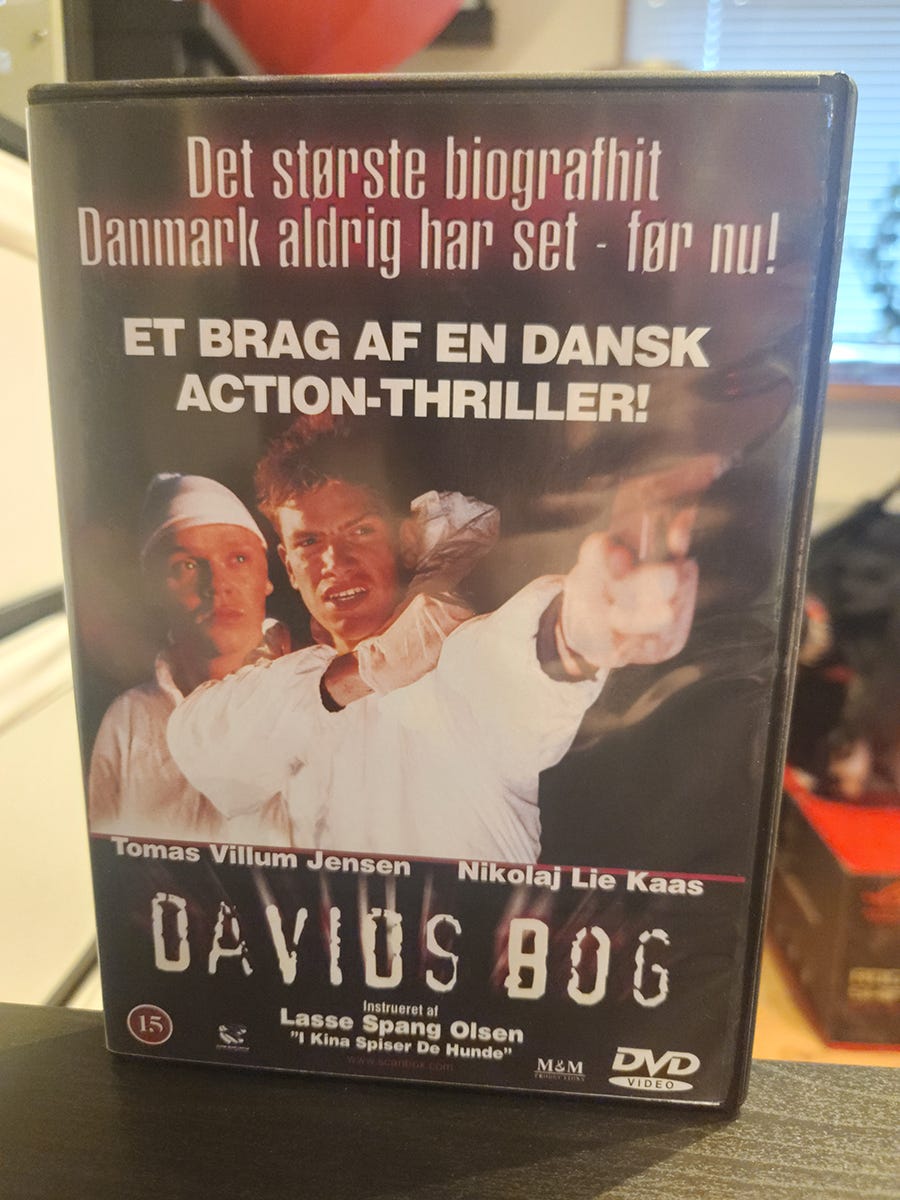 Det største biografhit
Danmark aldrig har set - før nu!
ET BRAG AF EN DANSK
ACTION-THRILLER!
Tomas Villum Jensen
Nikolaj Lie Kaas
DAVIDS BOG
Instrueret af
Lasse Spang Olsen
"I Kina Spiser De Hunde"
www.scanbox.com
15
M&M
PRODUCTIONS
DVD
VIDEO